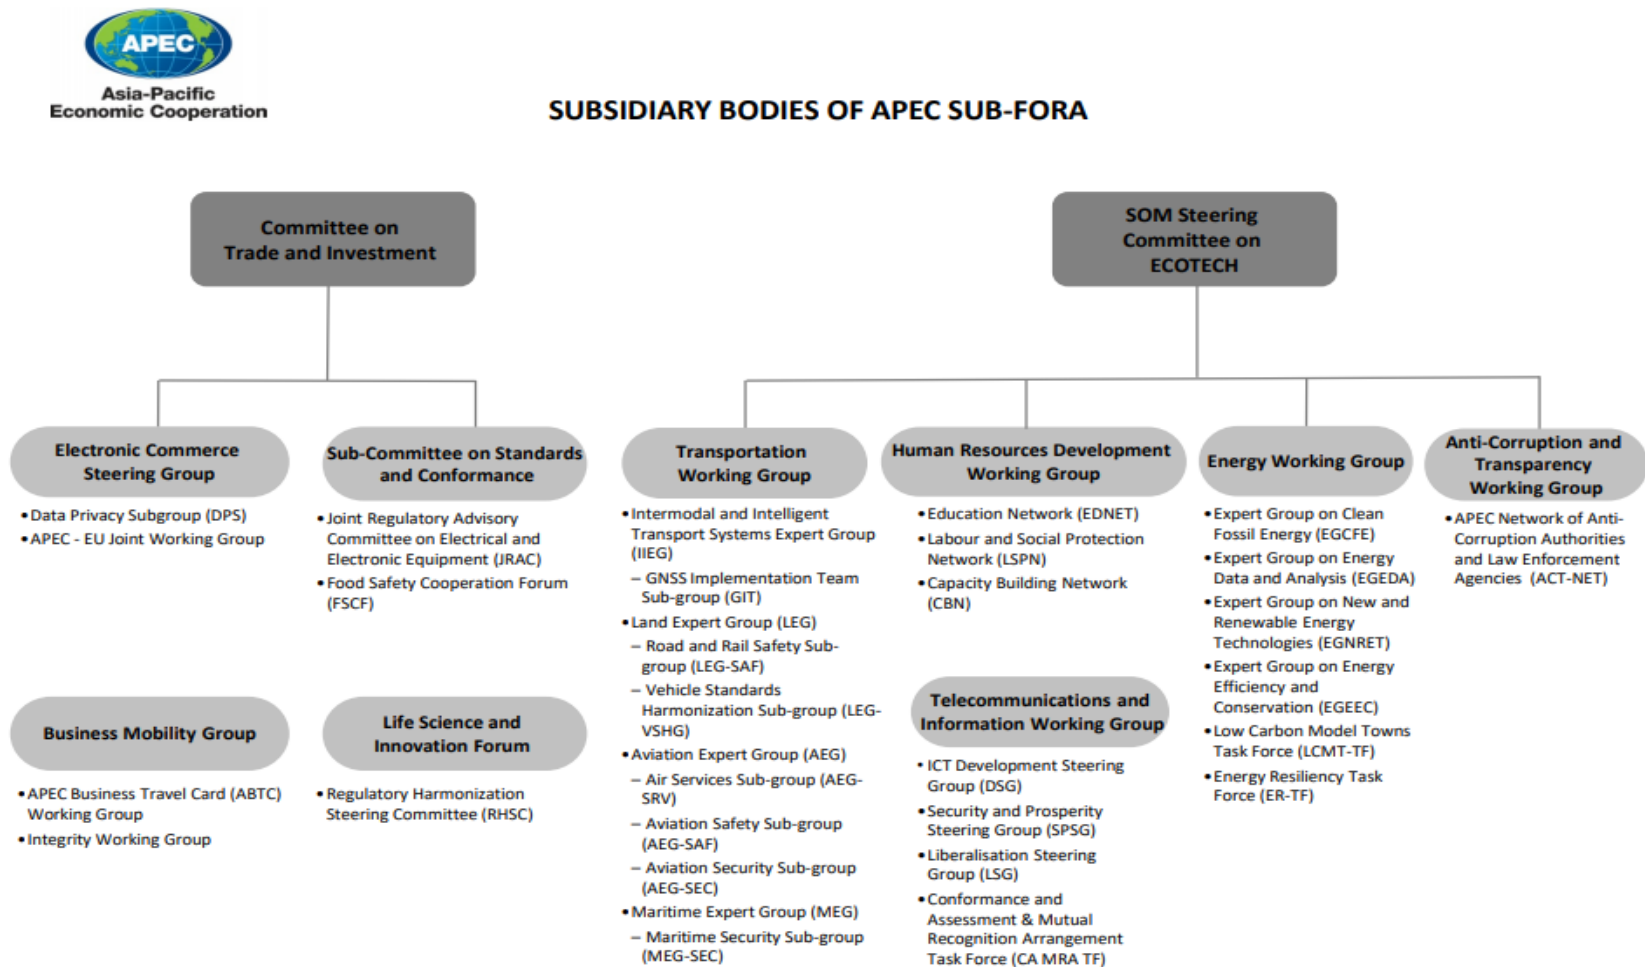 APEC
Asia-Pacific
Economic Cooperation
SUBSIDIARY BODIES OF APEC SUB-FORA
Committee on
Trade and Investment
SOM Steering
Committee on
ECOTECH
Electronic Commerce
Steering Group
• Data Privacy Subgroup (DPS)
• APEC - EU Joint Working Group
Sub-Committee on Standards
and Conformance
• Joint Regulatory Advisory
Committee on Electrical and
Electronic Equipment (JRAC)
• Food Safety Cooperation Forum
(FSCF)
Business Mobility Group
• APEC Business Travel Card (ABTC)
Working Group
• Integrity Working Group
Life Science and
Innovation Forum
• Regulatory Harmonization
Steering Committee (RHSC)
Transportation
Working Group
• Intermodal and Intelligent
Transport Systems Expert Group
(IIEG)
– GNSS Implementation Team
Sub-group (GIT)
• Land Expert Group (LEG)
– Road and Rail Safety Sub-
group (LEG-SAF)
– Vehicle Standards
Harmonization Sub-group (LEG-
VSHG)
• Aviation Expert Group (AEG)
– Air Services Sub-group (AEG-
SRV)
– Aviation Safety Sub-group
(AEG-SAF)
– Aviation Security Sub-group
(AEG-SEC)
• Maritime Expert Group (MEG)
– Maritime Security Sub-group
(MEG-SEC)
Human Resources Development
Working Group
• Education Network (EDNET)
• Labour and Social Protection
Network (LSPN)
• Capacity Building Network
(CBN)
Telecommunications and
Information Working Group
• ICT Development Steering
Group (DSG)
• Security and Prosperity
Steering Group (SPSG)
• Liberalisation Steering
Group (LSG)
• Conformance and
Assessment & Mutual
Recognition Arrangement
Task Force (CA MRA TF)
Energy Working Group
• Expert Group on Clean
Fossil Energy (EGCFE)
• Expert Group on Energy
Data and Analysis (EGEDA)
• Expert Group on New and
Renewable Energy
Technologies (EGNRET)
• Expert Group on Energy
Efficiency and
Conservation (EGEEC)
• Low Carbon Model Towns
Task Force (LCMT-TF)
• Energy Resiliency Task
Force (ER-TF)
Anti-Corruption and
Transparency
Working Group
• APEC Network of Anti-
Corruption Authorities
and Law Enforcement
Agencies (ACT-NET)